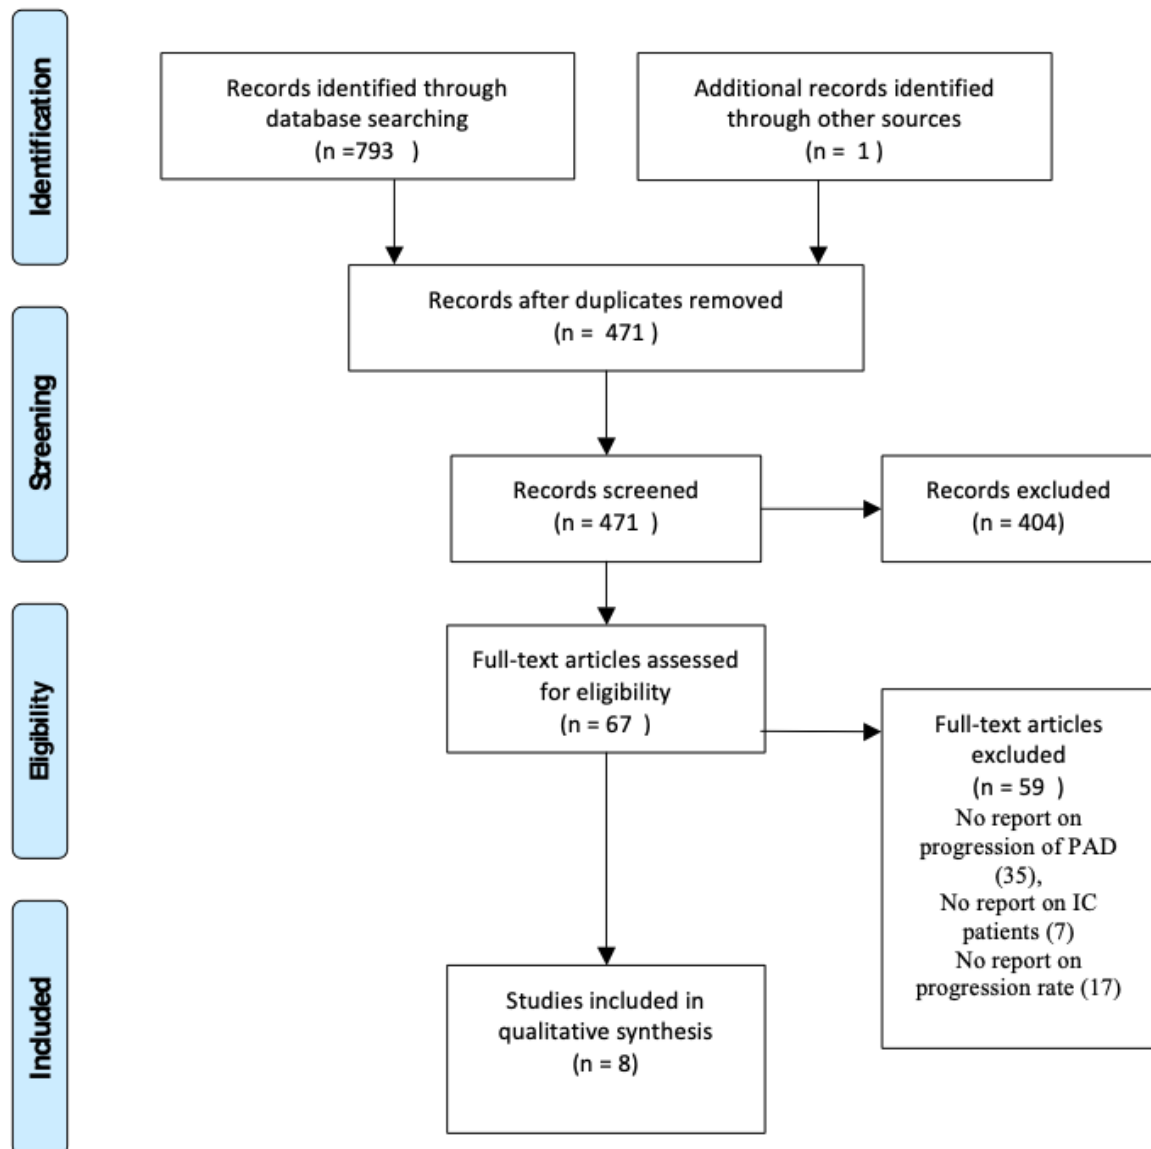 Identification
Records identified through
database searching
(n =793   )
Additional records identified
through other sources
(n =  1 )
Records after duplicates removed
(n =  471 )
Screening
Records screened
(n = 471  )
Records excluded
(n = 404)
Eligibility
Full-text articles assessed
for eligibility
(n = 67  )
Full-text articles
excluded
(n = 59  )
No report on
progression of PAD
(35),
No report on IC
patients (7)
No report on
progression rate (17)
Included
Studies included in
qualitative synthesis
(n = 8)